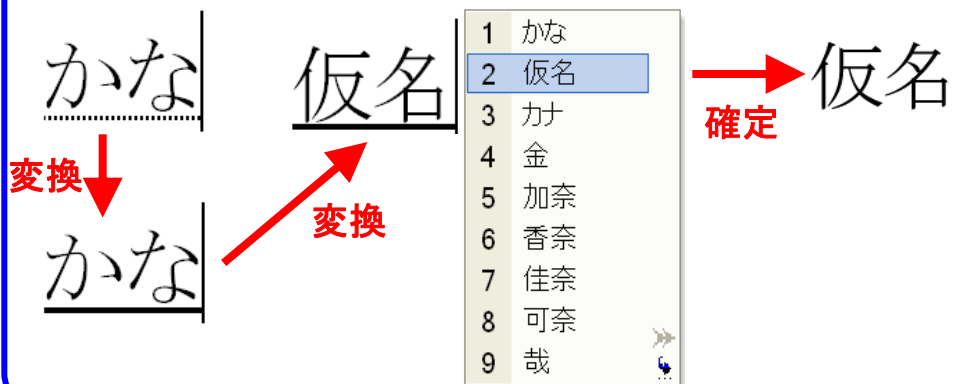 かな
変換
かな
変換
仮名
1 かな
2 仮名
3 カナ
4 金
5 加奈
6 香奈
7 佳奈
8 可奈
9 哉
確定
仮名